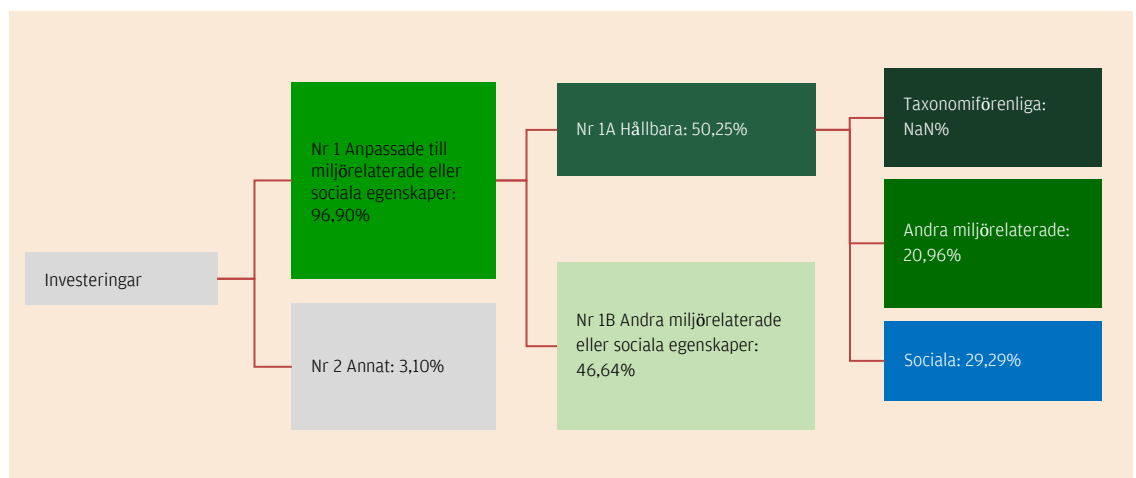 Investeringar
Nr 1 Anpassade till
miljörelaterade eller
sociala egenskaper:
96,90%
Nr 2 Annat: 3,10%
Nr 1A Hållbara: 50,25%
Nr 1B Andra miljörelaterade
eller sociala egenskaper:
46,64%
Taxonomiförenliga:
NaN%
Andra miljörelaterade:
20,96%
Sociala: 29,29%